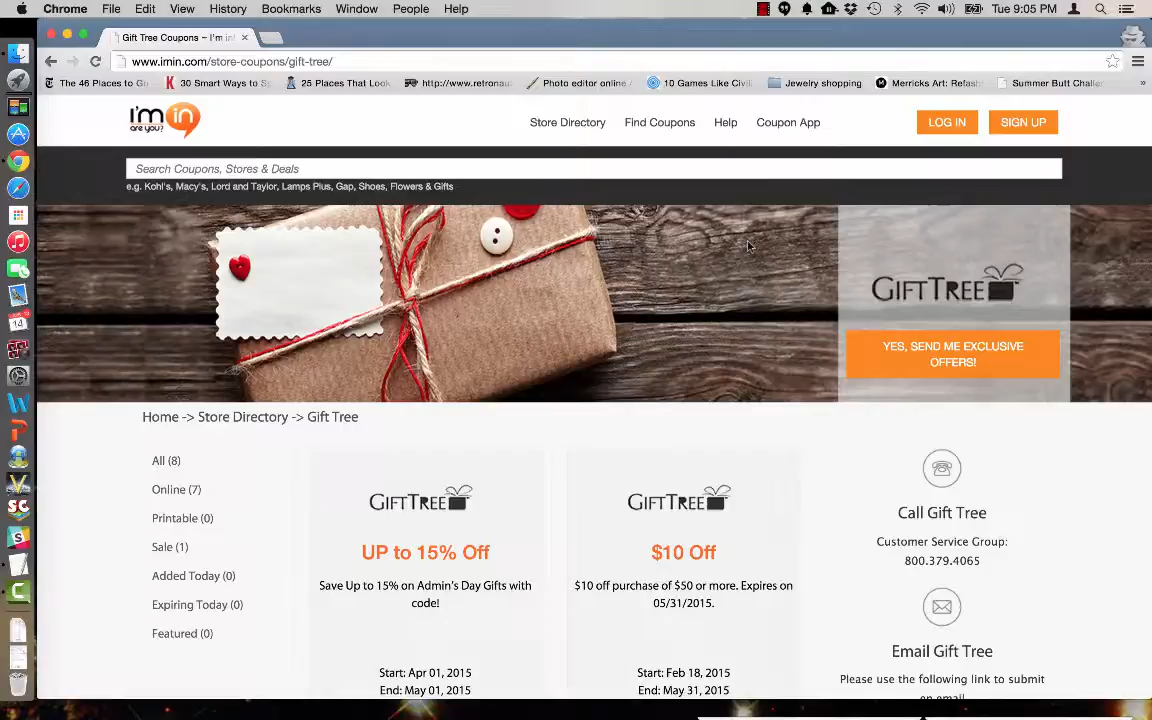 Chrome File Edit View History Bookmarks Window People Help Tue 9:05 PM
Gift Tree Coupons ~ I'm in!
www.imin.com/store-coupons/gift-tree/
The 46 Places to Go 30 Smart Ways to Sp 25 Places That Look http://www.retronau Photo editor online / 10 Games Like Civili Jewelry shopping Merricks Art: Refash Summer Butt Challe »
I'm in are you?
Store Directory Find Coupons Help Coupon App LOG IN SIGN UP
Search Coupons, Stores & Deals
e.g. Kohl's, Macy's, Lord and Taylor, Lamps Plus, Gap, Shoes, Flowers & Gifts
GIFTTREE
YES, SEND ME EXCLUSIVE
OFFERS!
Home -> Store Directory -> Gift Tree
All (8)
Online (7)
Printable (0)
Sale (1)
Added Today (0)
Expiring Today (0)
Featured (0)
GIFTTREE
UP to 15% Off
Save Up to 15% on Admin's Day Gifts with
code!
Start: Apr 01, 2015
End: May 01, 2015
GIFTTREE
$10 Off
$10 off purchase of $50 or more. Expires on
05/31/2015.
Start: Feb 18, 2015
End: May 31, 2015
Call Gift Tree
Customer Service Group:
800.379.4065
Email Gift Tree
Please use the following link to submit
an email